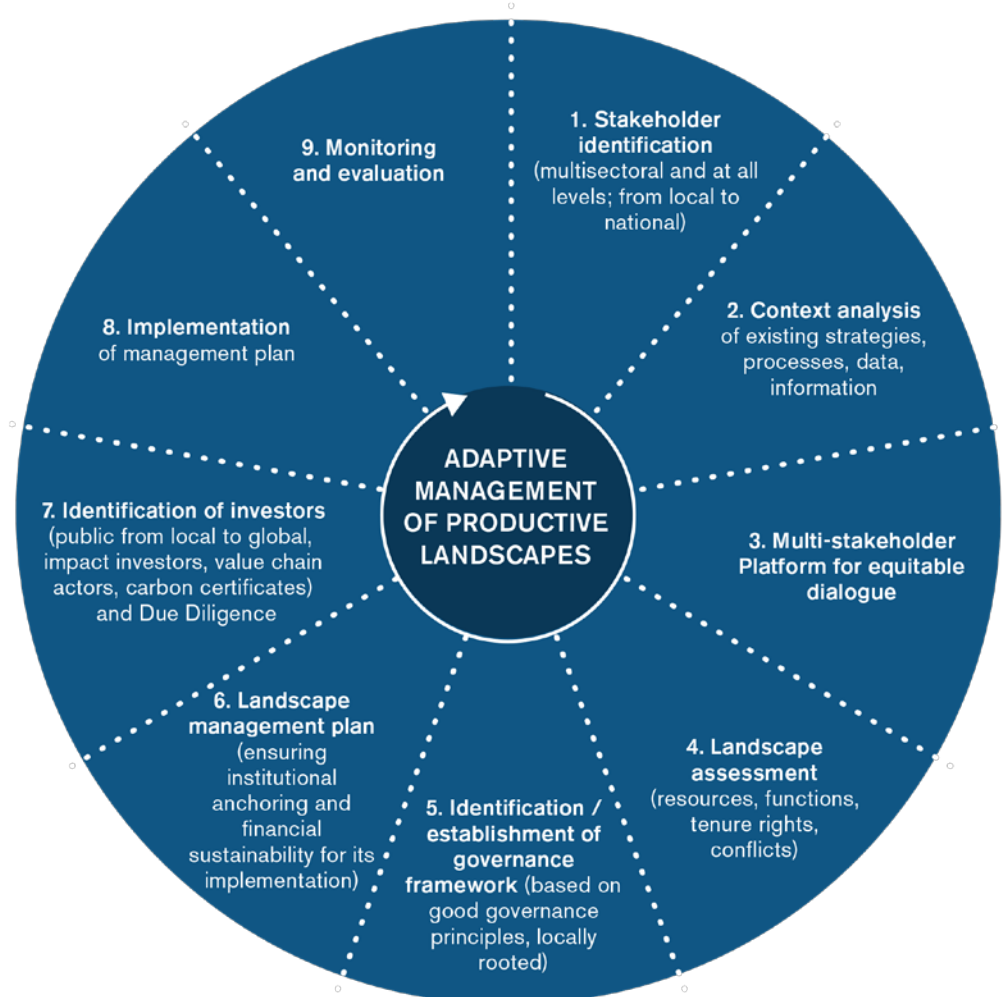 ADAPTIVE
MANAGEMENT
OF PRODUCTIVE
LANDSCAPES
1. Stakeholder
identification
(multisectoral and at all
levels; from local to
national)
2. Context analysis
of existing strategies,
processes, data,
information
3. Multi-stakeholder
Platform for equitable
dialogue
4. Landscape
assessment
(resources, functions,
tenure rights,
conflicts)
5. Identification /
establishment of
governance
framework (based on
good governance
principles, locally
rooted)
6. Landscape
management plan
(ensuring
institutional
anchoring and
financial
sustainability for its
implementation)
7. Identification of investors
(public from local to global,
impact investors, value chain
actors, carbon certificates)
and Due Diligence
8. Implementation
of management plan
9. Monitoring
and evaluation